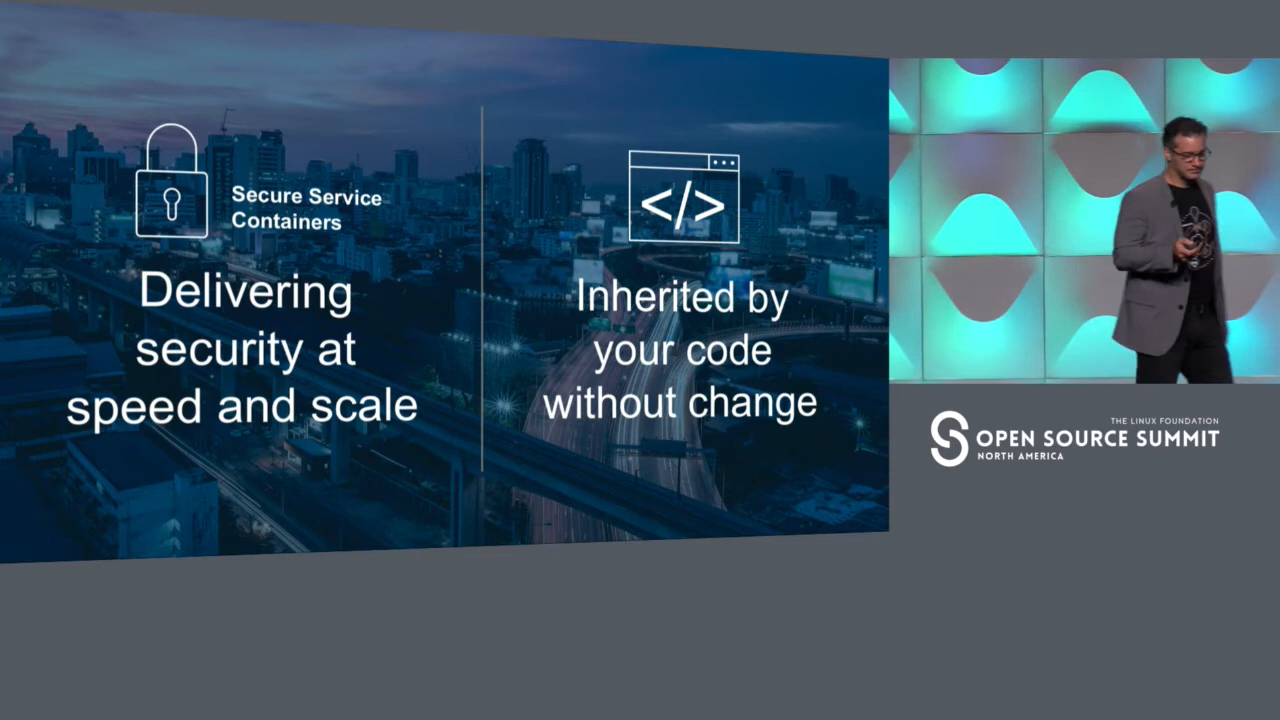 Secure Service
Containers
Delivering
security at
speed and scale
</>
Inherited by
your code
without change
THE LINUX FOUNDATION
OPEN SOURCE SUMMIT
NORTH AMERICA